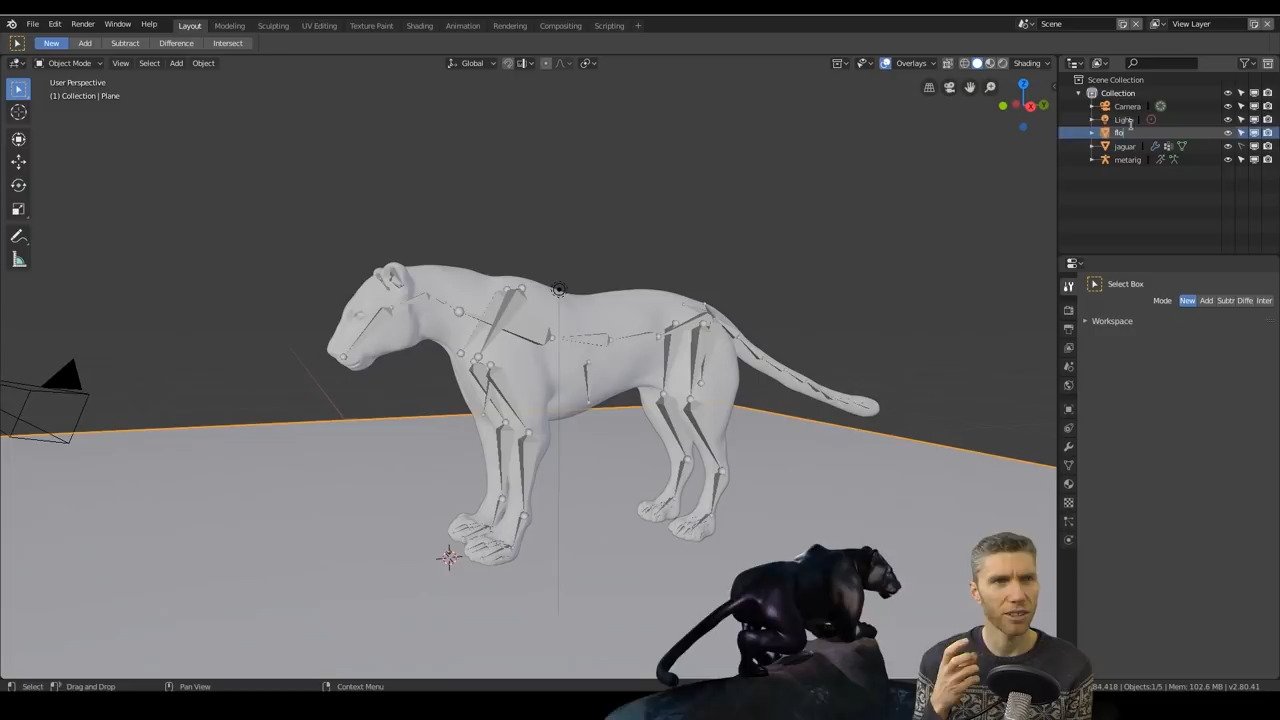 File Edit Render Window Help Layout Modeling Sculpting UV Editing Texture Paint Shading Animation Rendering Compositing Scripting + Scene View Layer
New Add Subtract Difference Intersect
Object Mode View Select Add Object Global Overlays Shading
User Perspective
(1) Collection | Plane
Scene Collection
Collection
Camera
Light
flo
jaguar
metarig
Select Box
Mode New Add Subtr Diffe Inter
Workspace
Select Drag and Drop Pan View Context Menu 84,418 | Objects:1/5 | Mem: 102.6 MB | v2.80.41